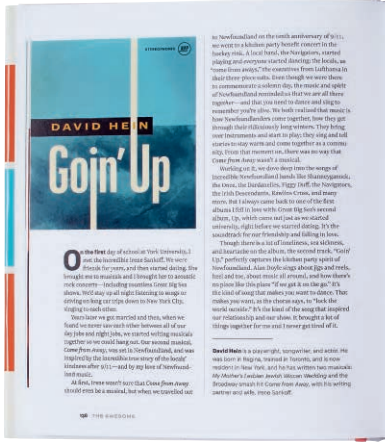 STEREOWORKS
DAVID HEIN
Goin' Up
On the first day of school at York University, I
met the incredible Irene Sankoff. We were
friends for years, and then started dating. She
brought me to musicals and I brought her to acoustic
rock concerts—including countless Great Big Sea
shows. We'd stay up all night listening to songs or
driving on long car trips down to New York City,
singing to each other.
Years later we got married and then, when we
found we never saw each other between all of our
day jobs and night jobs, we started writing musicals
together so we could hang out. Our second musical,
Come from Away, was set in Newfoundland, and was
inspired by the incredible true story of the locals'
kindness after 9/11—and by my love of Newfound-
land music.
At first, Irene wasn't sure that Come from Away
should even be a musical, but when we travelled out
196 THE AWESOME
to Newfoundland on the tenth anniversary of 9/11,
we went to a kitchen party benefit concert in the
hockey rink. A local band, the Navigators, started
playing and everyone started dancing; the locals, as
"come from aways," the executives from Lufthansa in
their three-piece suits. Even though we were there
to commemorate a solemn day, the music and spirit
of Newfoundland reminded us that we are all there
together—and that you need to dance and sing to
remember you're alive. We both realized that music is
how Newfoundlanders come together, how they get
through their ridiculously long winters. They bring
out instruments and start to play; they sing and tell
stories to stay warm and come together as a commu-
nity. From that moment on, there was no way that
Come from Away wasn't a musical.
Working on it, we dove deep into the songs of
incredible Newfoundland bands like Shanneyganock,
the Once, the Dardanelles, Figgy Duff, the Navigators,
the Irish Descendants, Rawlins Cross, and many
more. But I always came back to one of the first
albums I fell in love with: Great Big Sea's second
album, Up, which came out just as we started
university, right before we started dating. It's the
soundtrack for our friendship and falling in love.
Though there is a lot of loneliness, sea sickness,
and heartache on the album, the second track, "Goin'
Up," perfectly captures the kitchen party spirit of
Newfoundland. Alan Doyle sings about jigs and reels,
and me, about music all around, and how there's
no place like this place "if we got it on the go." It's
the kind of song that makes you want to dance. That
makes you want, as the chorus says, to "lock the
world outside." It's the kind of song that inspired
our relationship and our show. It brought a lot of
things together for me and I never get tired of it.
David Hein is a playwright, songwriter, and actor. He
was born in Regina, named in Toronto, and is now
resident in New York, and he has written two musicals:
My Mother's Lesbian Jewish Wiccan Wedding and the
Broadway smash hit Come from Away, with his writing
partner and wife, Irene Sankoff.